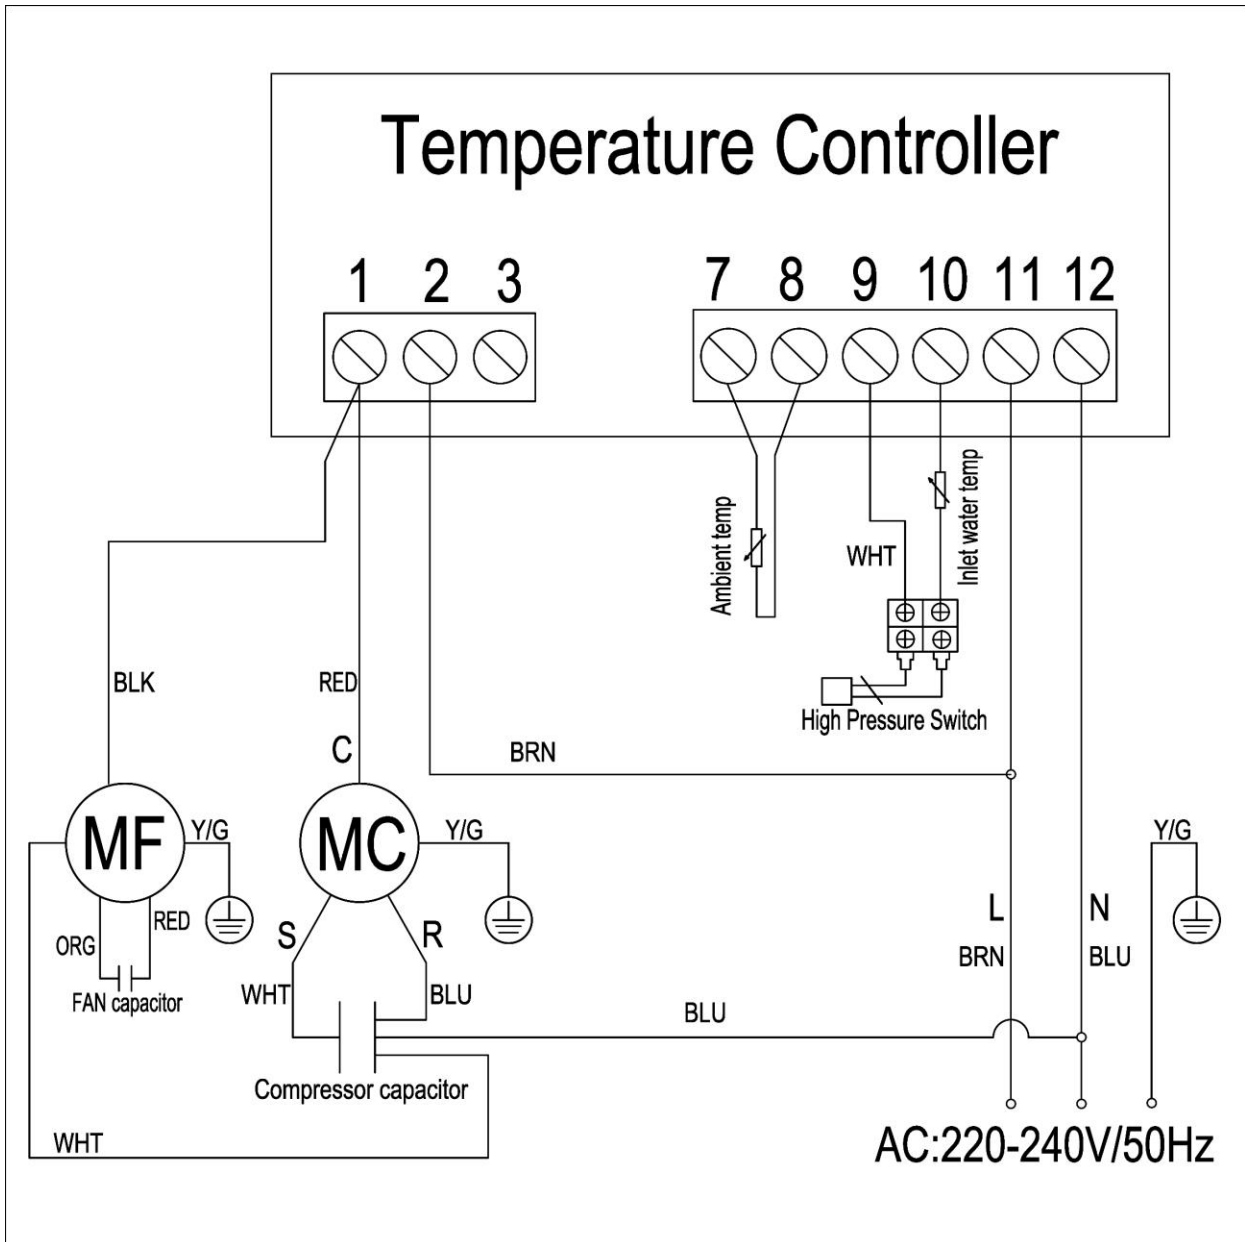 Temperature Controller
1 2 3 7 8 9 10 11 12
Ambient temp
WHT
Inlet water temp
High Pressure Switch
BLK
RED
C
BRN
MF
Y/G
MC
Y/G
Y/G
ORG
RED
FAN capacitor
S
R
WHT
BLU
L
N
BRN
BLU
BLU
Compressor capacitor
WHT
AC:220-240V/50Hz